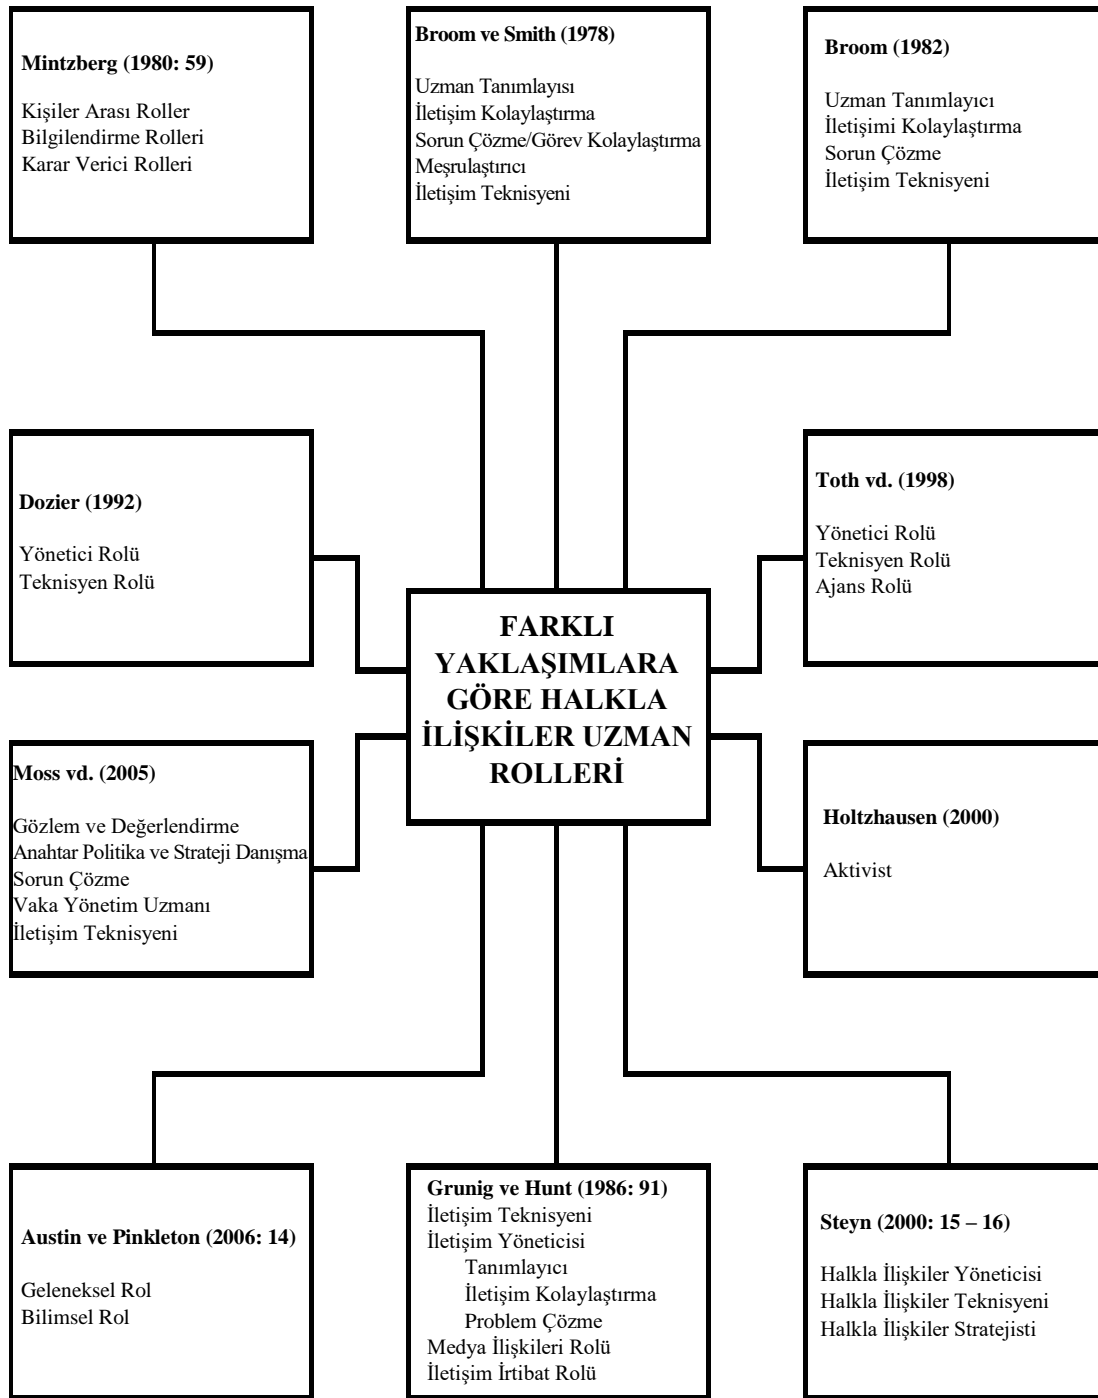 Mintzberg (1980: 59)
Kişiler Arası Roller
Bilgilendirme Rolleri
Karar Verici Rolleri
Broom ve Smith (1978)
Uzman Tanımlayısı
İletişim Kolaylaştırma
Sorun Çözme/Görev Kolaylaştırma
Meşrulaştırıcı
İletişim Teknisyeni
Broom (1982)
Uzman Tanımlayıcı
İletişimi Kolaylaştırma
Sorun Çözme
İletişim Teknisyeni
Dozier (1992)
Yönetici Rolü
Teknisyen Rolü
Toth vd. (1998)
Yönetici Rolü
Teknisyen Rolü
Ajans Rolü
FARKLI
YAKLAŞIMLARA
GÖRE HALKLA
İLİŞKİLER UZMAN
ROLLERİ
Moss vd. (2005)
Gözlem ve Değerlendirme
Anahtar Politika ve Strateji Danışma
Sorun Çözme
Vaka Yönetim Uzmanı
İletişim Teknisyeni
Holtzhausen (2000)
Aktivist
Austin ve Pinkleton (2006: 14)
Geleneksel Rol
Bilimsel Rol
Grunig ve Hunt (1986: 91)
İletişim Teknisyeni
İletişim Yöneticisi
Tanımlayıcı
İletişim Kolaylaştırma
Problem Çözme
Medya İlişkileri Rolü
İletişim İrtibat Rolü
Steyn (2000: 15 – 16)
Halkla İlişkiler Yöneticisi
Halkla İlişkiler Teknisyeni
Halkla İlişkiler Stratejisti